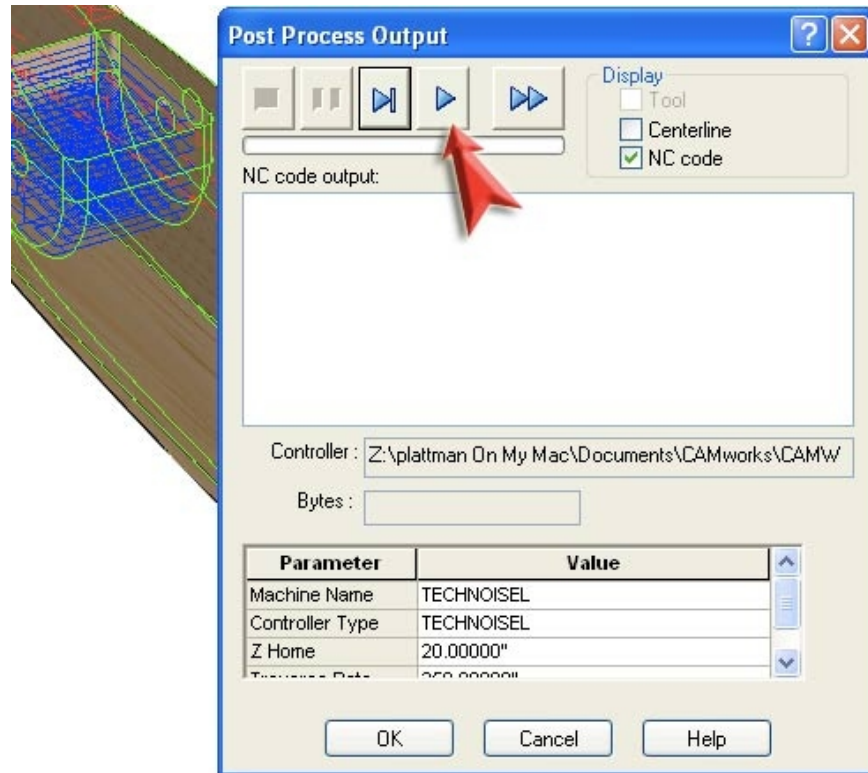 Post Process Output
Display
Tool
Centerline
NC code
NC code output:
Controller : Z:\plattman On My Mac\Documents\CAMworks\CAMW
Bytes :
Parameter Value
Machine Name TECHNOISEL
Controller Type TECHNOISEL
Z Home 20.00000"
OK Cancel Help